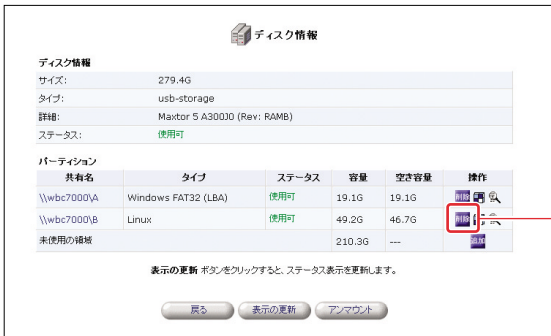 ディスク情報
ディスク情報
サイズ: 279.4G
タイプ: usb-storage
詳細: Maxtor 5 A300J0 (Rev: RAMB)
ステータス: 使用可
パーティション
共有名 タイプ ステータス 容量 空き容量 操作
\\wbc7000\A Windows FAT32 (LBA) 使用可 19.1G 19.1G 削除
\\wbc7000\B Linux 使用可 49.2G 46.7G 削除
未使用の領域 210.3G --- 追加
表示の更新 ボタンをクリックすると、ステータス表示を更新します。
戻る 表示の更新 アンマウント